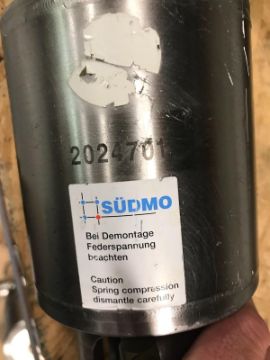 2024701
SÜDMO
Bei Demontage
Federspannung
beachten
Caution
Spring compression
dismantle carefully